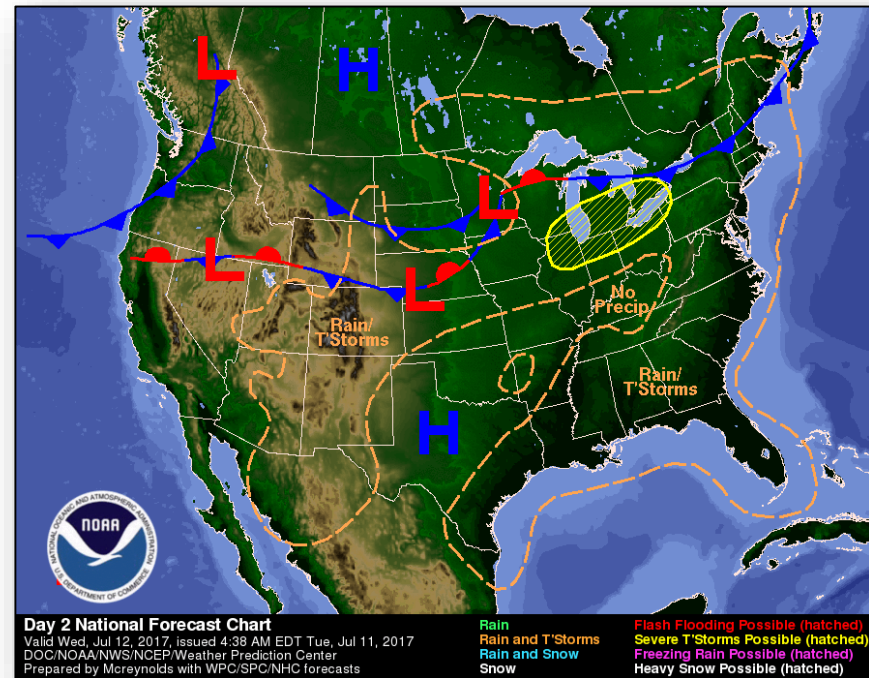 L
H
L
L
L
No
Precip.
Rain/
T'Storms
Rain/
T'Storms
H
NATIONAL OCEANIC AND ATMOSPHERIC ADMINISTRATION
NOAA
U.S. DEPARTMENT OF COMMERCE
Day 2 National Forecast Chart
Valid Wed, Jul 12, 2017, issued 4:38 AM EDT Tue, Jul 11, 2017
DOC/NOAA/NWS/NCEP/Weather Prediction Center
Prepared by Mcreynolds with WPC/SPC/NHC forecasts
Rain
Rain and T'Storms
Rain and Snow
Snow
Flash Flooding Possible (hatched)
Severe T'Storms Possible (hatched)
Freezing Rain Possible (hatched)
Heavy Snow Possible (hatched)